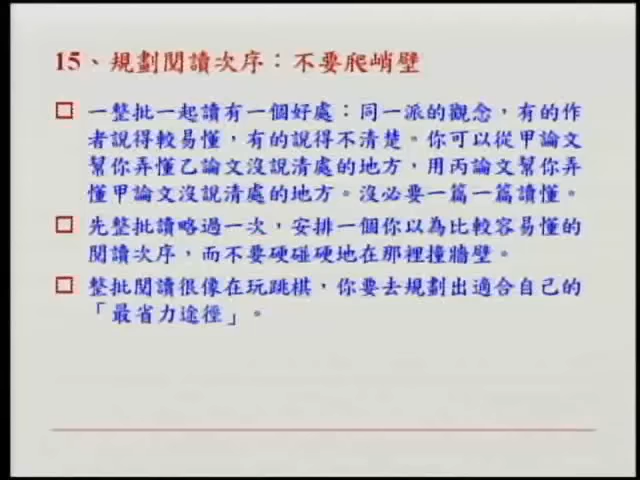 15、規劃閱讀次序：不要爬峭壁
一整批一起讀有一個好處：同一派的觀念，有的作
者說得較易懂，有的說得不清楚。你可以從甲論文
幫你弄懂乙論文沒說清處的地方，用丙論文幫你弄
懂甲論文沒說清處的地方。沒必要一篇一篇讀懂。
先整批讀略過一次，安排一個你以為比較容易懂的
閱讀次序，而不要硬碰硬地在那裡撞牆壁。
整批閱讀很像在玩跳棋，你要去規劃出適合自己的
「最省力途徑」。